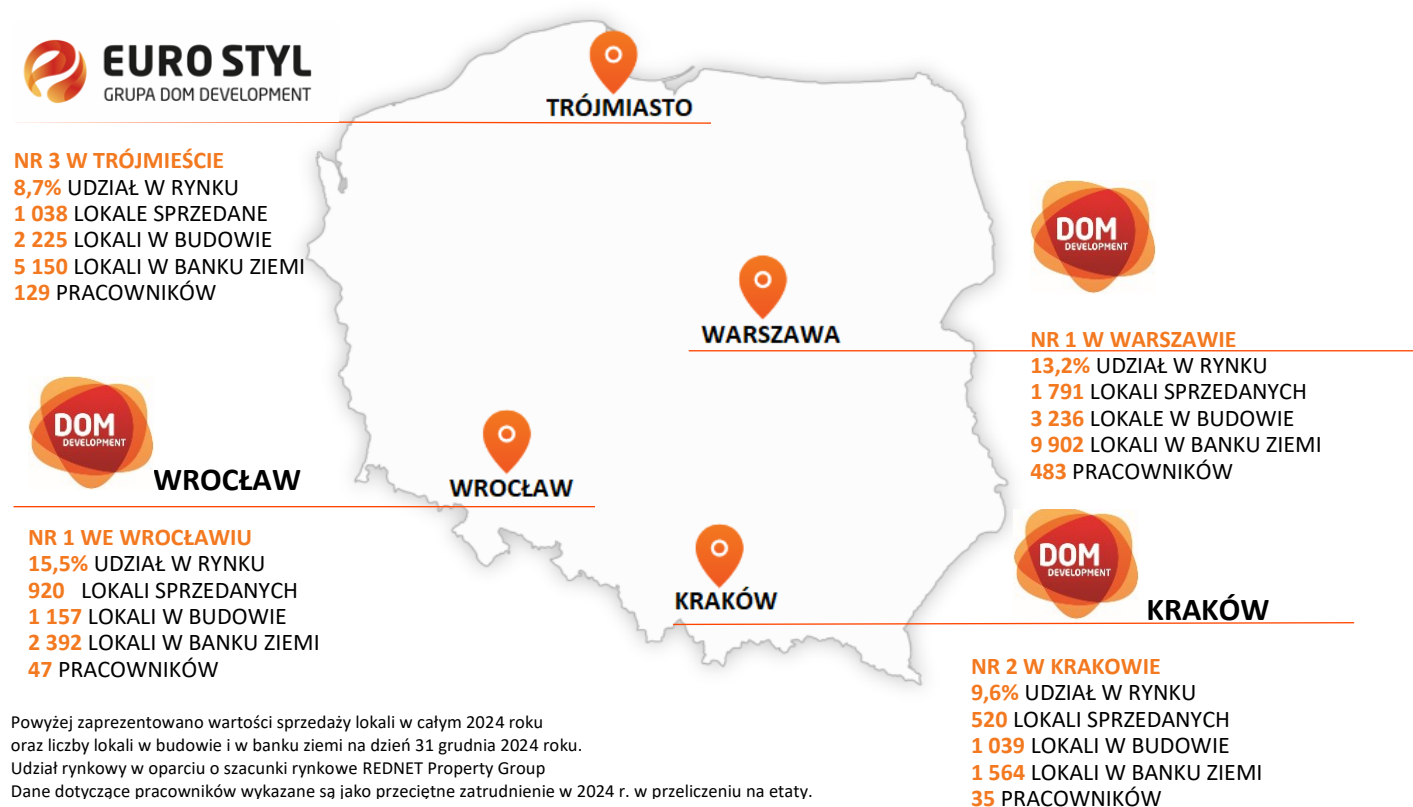 EURO STYL
GRUPA DOM DEVELOPMENT
TRÓJMIASTO
NR 3 W TRÓJMIEŚCIE
8,7% UDZIAŁ W RYNKU
1 038 LOKALE SPRZEDANE
2 225 LOKALI W BUDOWIE
5 150 LOKALI W BANKU ZIEMI
129 PRACOWNIKÓW
DOM
DEVELOPMENT
WARSZAWA
NR 1 W WARSZAWIE
13,2% UDZIAŁ W RYNKU
1 791 LOKALI SPRZEDANYCH
3 236 LOKALE W BUDOWIE
9 902 LOKALI W BANKU ZIEMI
483 PRACOWNIKÓW
DOM
DEVELOPMENT
WROCŁAW
WROCŁAW
NR 1 WE WROCŁAWIU
15,5% UDZIAŁ W RYNKU
920 LOKALI SPRZEDANYCH
1 157 LOKALI W BUDOWIE
2 392 LOKALI W BANKU ZIEMI
47 PRACOWNIKÓW
DOM
DEVELOPMENT
KRAKÓW
KRAKÓW
NR 2 W KRAKOWIE
9,6% UDZIAŁ W RYNKU
520 LOKALI SPRZEDANYCH
1 039 LOKALI W BUDOWIE
1 564 LOKALI W BANKU ZIEMI
35 PRACOWNIKÓW
Powyżej zaprezentowano wartości sprzedaży lokali w całym 2024 roku
oraz liczby lokali w budowie i w banku ziemi na dzień 31 grudnia 2024 roku.
Udział rynkowy w oparciu o szacunki rynkowe REDNET Property Group
Dane dotyczące pracowników wykazane są jako przeciętne zatrudnienie w 2024 r. w przeliczeniu na etaty.